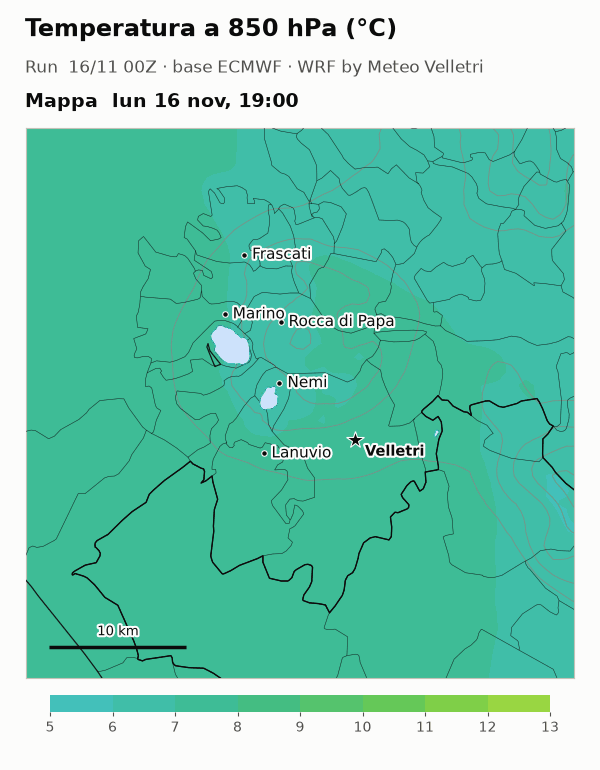 Temperatura a 850 hPa (°C)
Run  16/11 00Z · base ECMWF · WRF by Meteo Velletri
Mappa  lun 16 nov, 19:00
Frascati
Marino
Rocca di Papa
Nemi
Velletri
Lanuvio
10 km
5 6 7 8 9 10 11 12 13